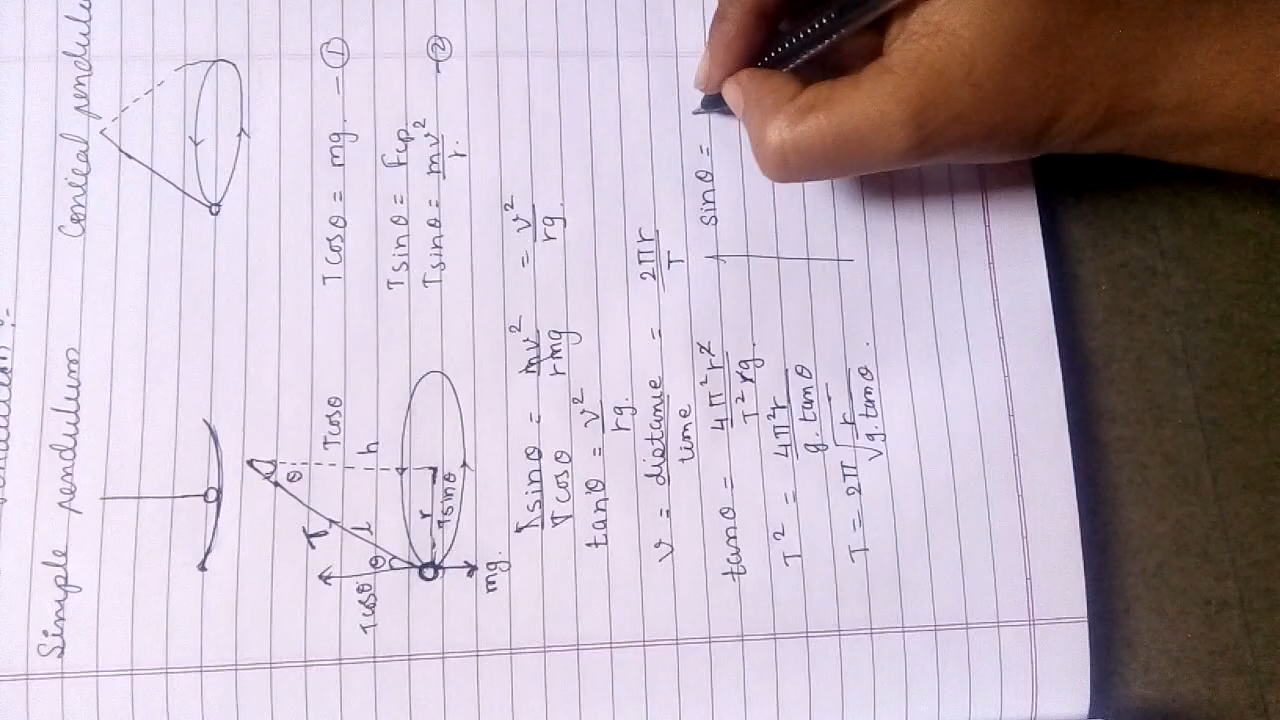 Simple pendulum Conical pendulu
Tcosθ = mg. - ①
Tsinθ = Fcp
Tsinθ = mv²/r. - ②
θ
Tcosθ
h
T
l
θ
Tcosθ
r
Tsinθ
mg.
Tsinθ/Tcosθ = mv²/rmg = v²/rg.
tanθ = v²/rg.
v = distance/time = 2πr/T
tanθ = 4π²r²/T²rg.
T² = 4π²r/g.tanθ
T = 2π√r/√g.tanθ.
sinθ =